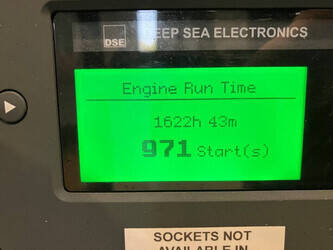 DSE
DEEP SEA ELECTRONICS
Engine Run Time
1622h 43m
971 Start(s)
SOCKETS NOT
AVAILABLE IN